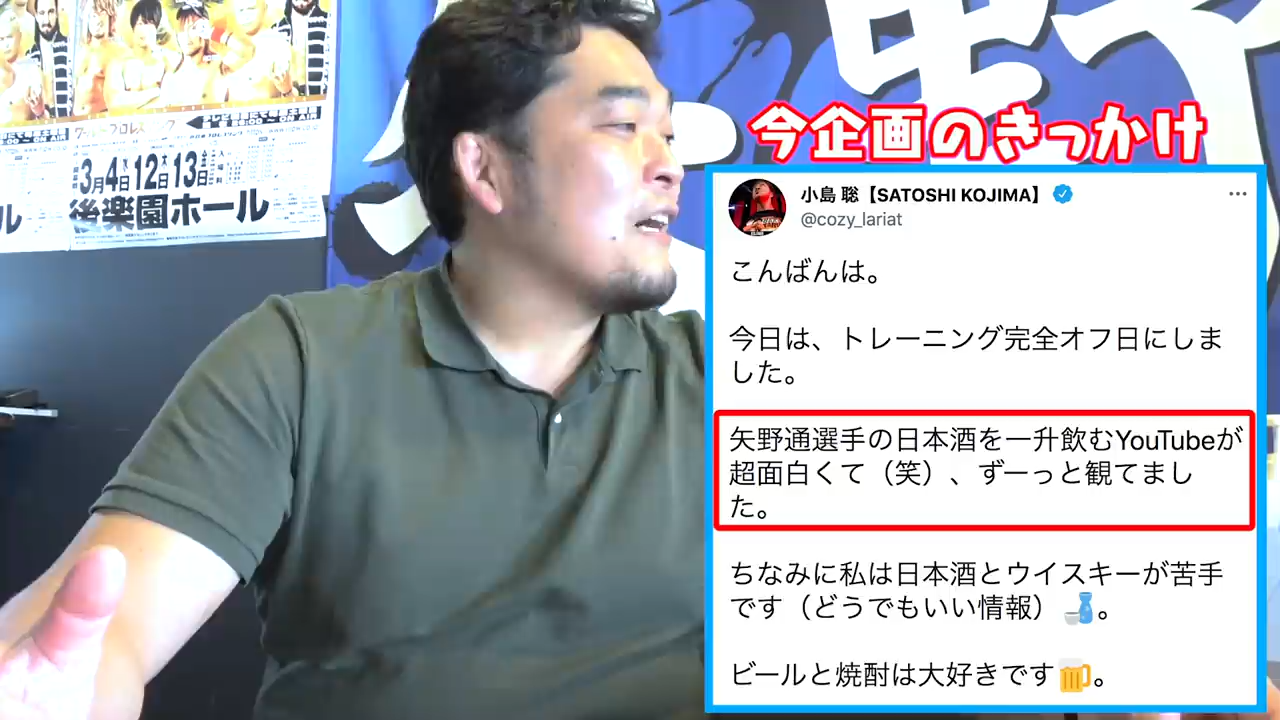 今企画のきっかけ
小島 聡【SATOSHI KOJIMA】
@cozy_lariat
こんばんは。
今日は、トレーニング完全オフ日にしま
した。
矢野通選手の日本酒を一升飲むYouTubeが
超面白くて（笑）、ずーっと観てまし
た。
ちなみに私は日本酒とウイスキーが苦手
です（どうでもいい情報）🍶。
ビールと焼酎は大好きです🍺。
3月4日12日13日
後楽園ホール
ル